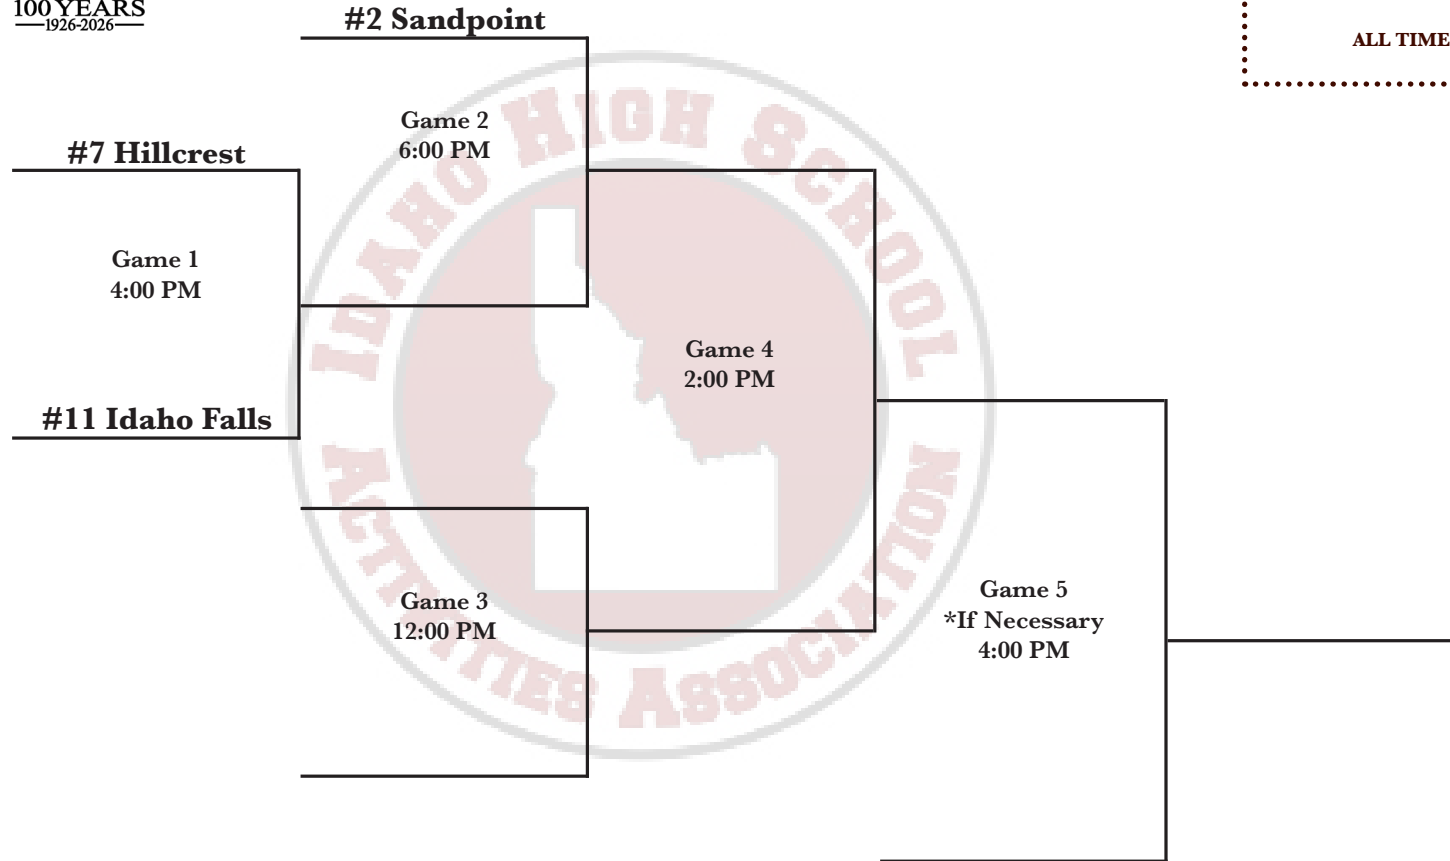 100 YEARS
1926-2026
#2 Sandpoint
ALL TIME
Game 2
6:00 PM
#7 Hillcrest
Game 1
4:00 PM
Game 4
2:00 PM
#11 Idaho Falls
Game 3
12:00 PM
Game 5
*If Necessary
4:00 PM
IDAHO HIGH SCHOOL
ACTIVITIES ASSOCIATION